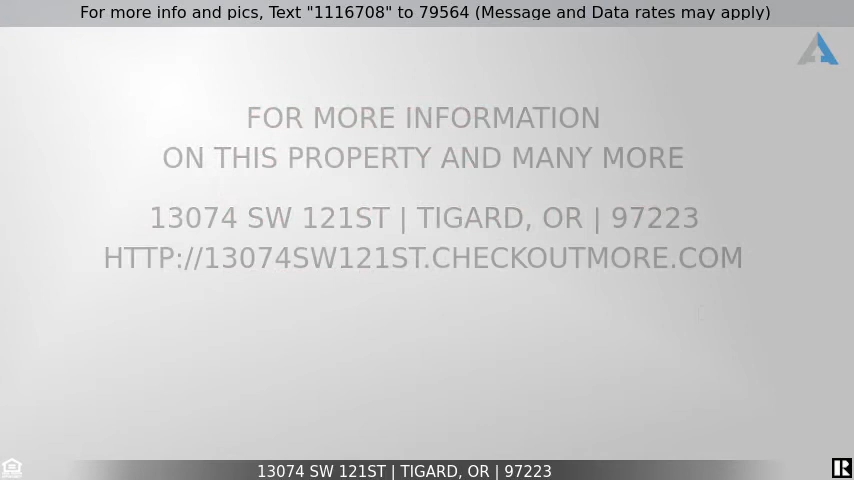 For more info and pics, Text "1116708" to 79564 (Message and Data rates may apply)
FOR MORE INFORMATION
ON THIS PROPERTY AND MANY MORE
13074 SW 121ST | TIGARD, OR | 97223
HTTP://13074SW121ST.CHECKOUTMORE.COM
13074 SW 121ST | TIGARD, OR | 97223